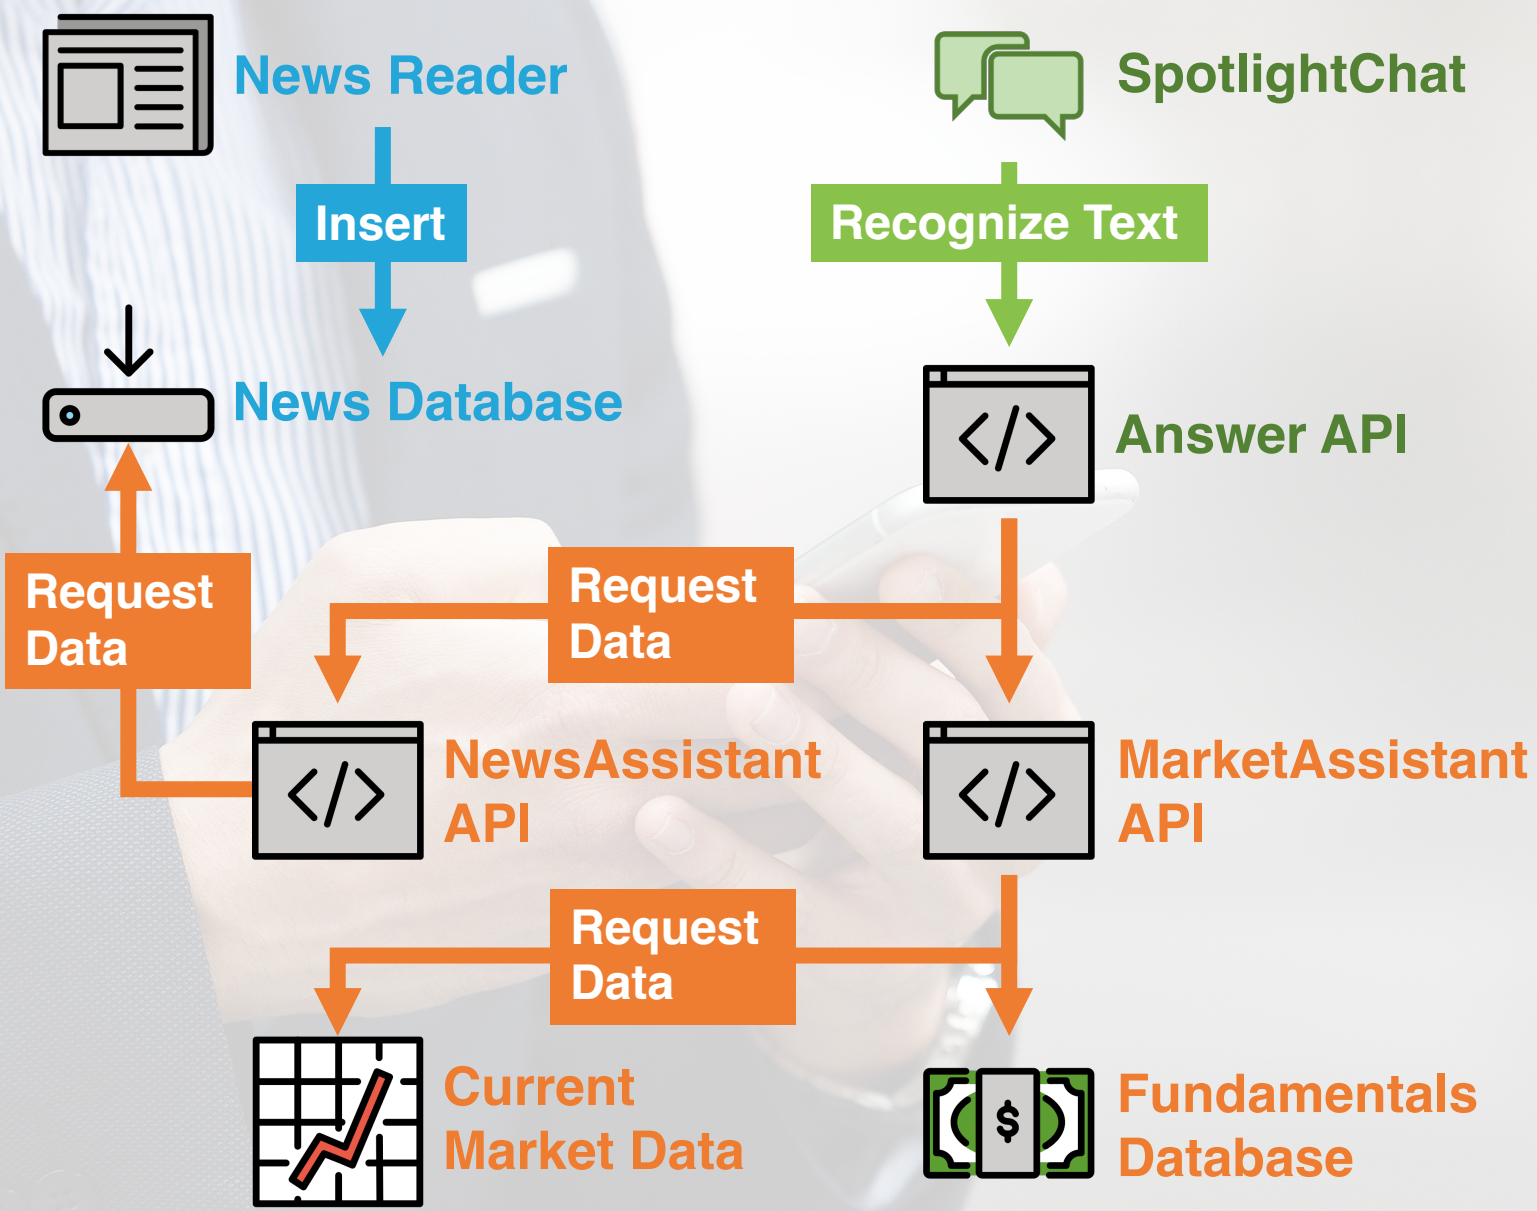 News Reader
SpotlightChat
Insert
Recognize Text
News Database
Answer API
Request
Data
Request
Data
NewsAssistant
API
MarketAssistant
API
Request
Data
Current
Market Data
$
Fundamentals
Database